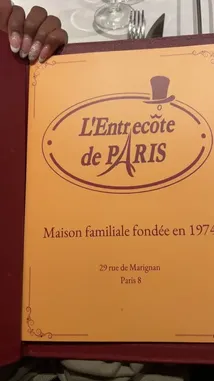 L'Entrecôte
de PARIS
Maison familiale fondée en 1974
29 rue de Marignan
Paris 8